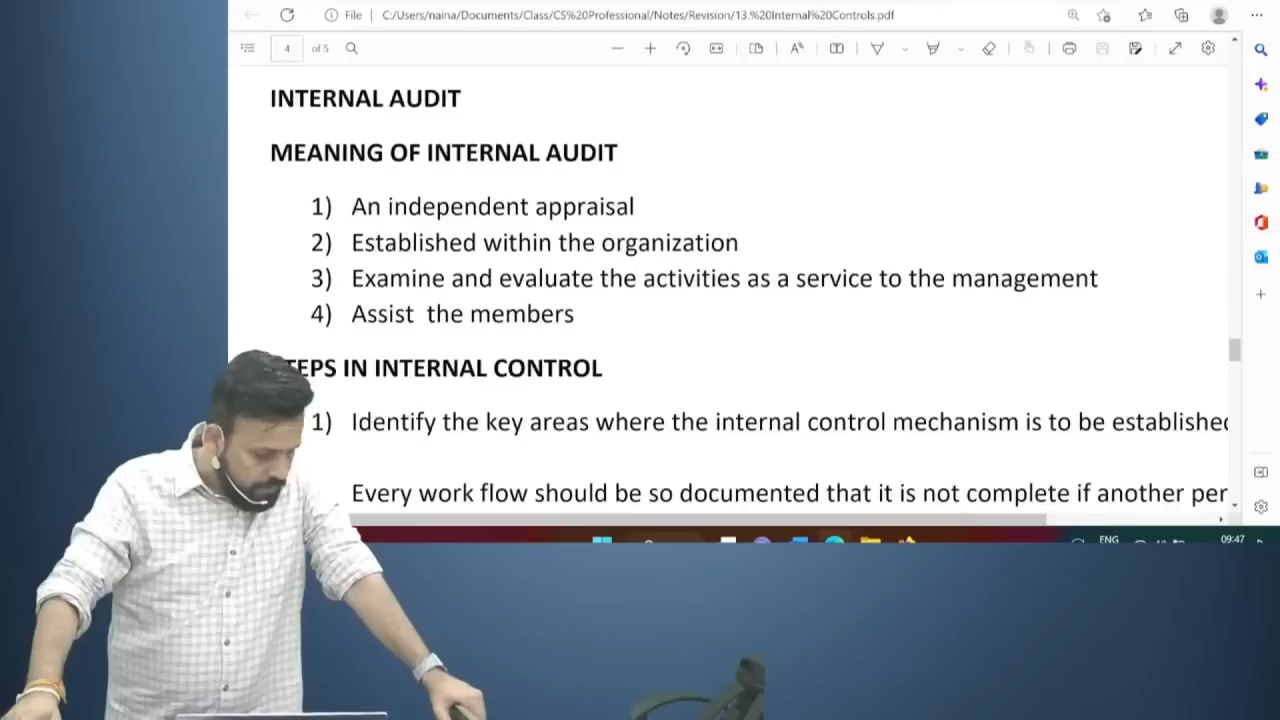 File C:/Users/naina/Documents/Class/CS%20Professional/Notes/Revision/13.%20Internal%20Controls.pdf
4 of 5
INTERNAL AUDIT
MEANING OF INTERNAL AUDIT
1) An independent appraisal
2) Established within the organization
3) Examine and evaluate the activities as a service to the management
4) Assist the members
EPS IN INTERNAL CONTROL
1) Identify the key areas where the internal control mechanism is to be established
Every work flow should be so documented that it is not complete if another per
ENG 09:47